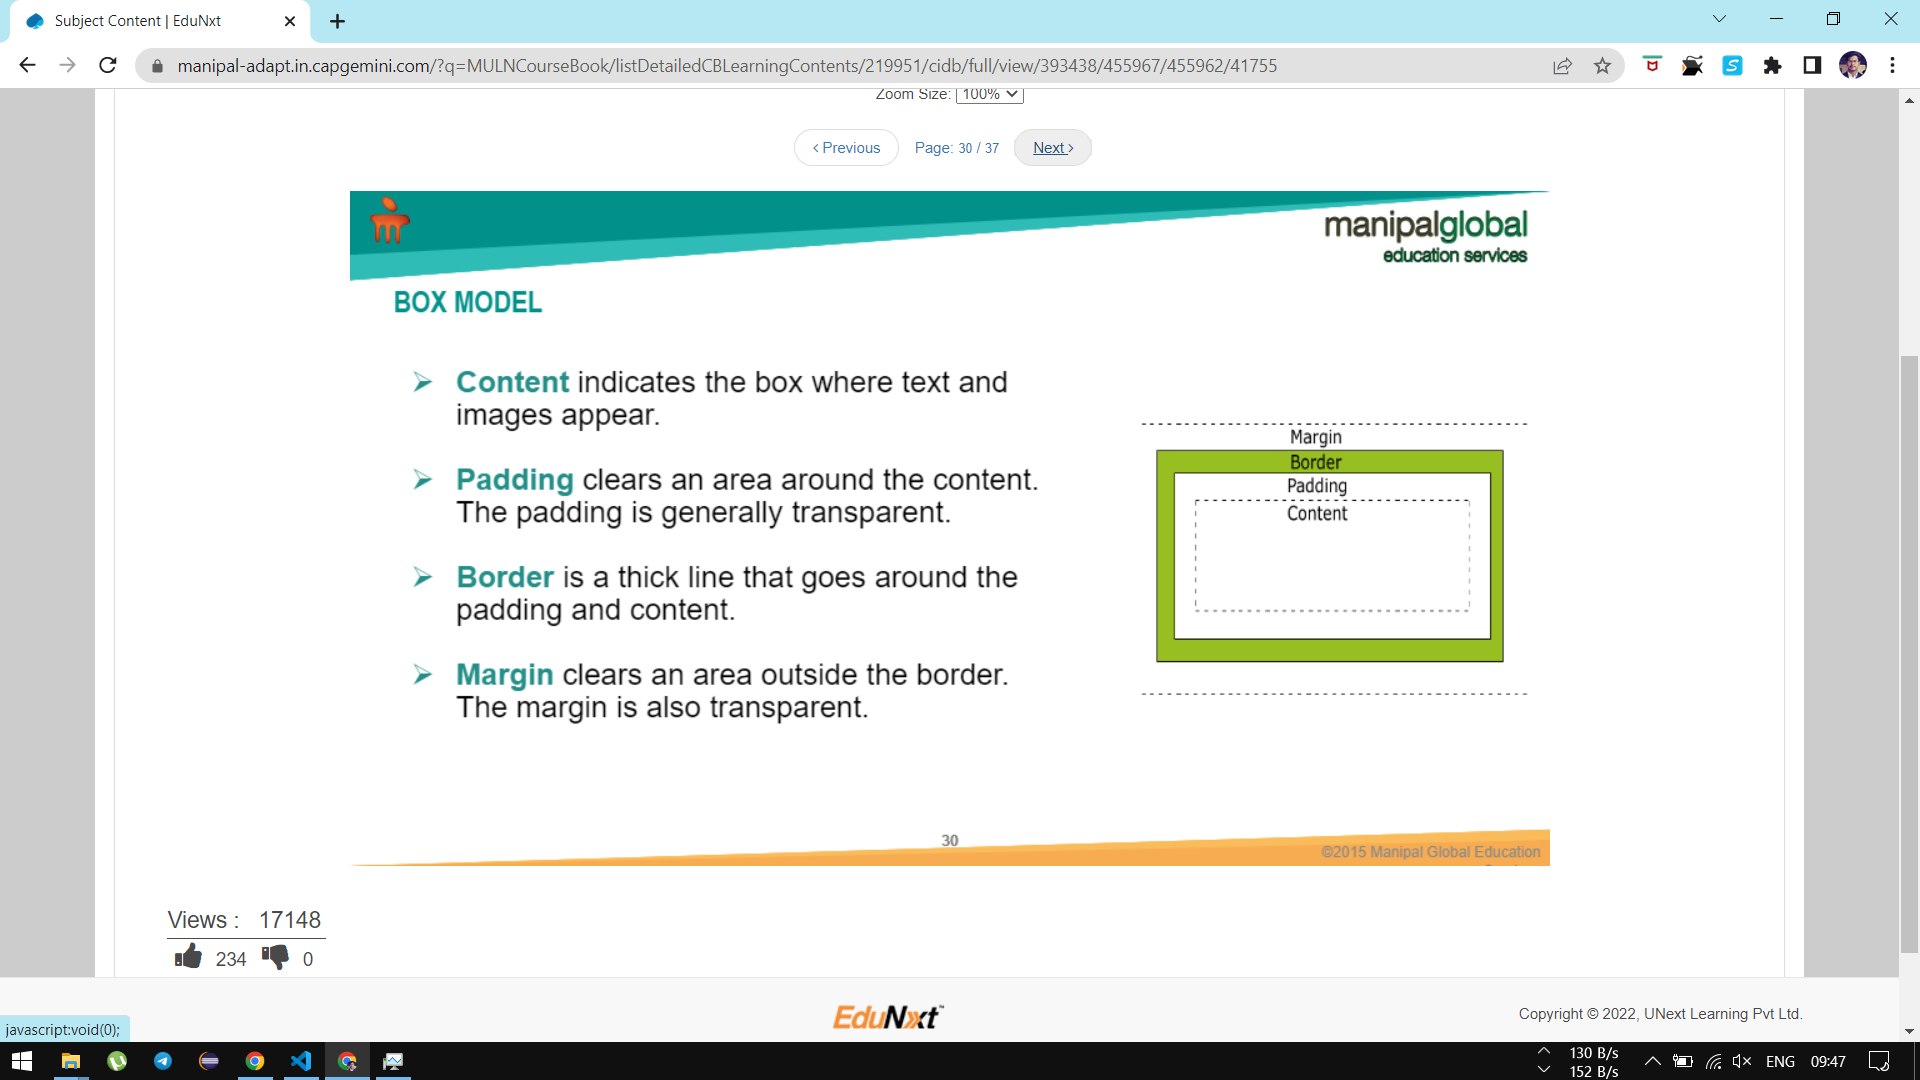 Subject Content | EduNxt
manipal-adapt.in.capgemini.com/?q=MULNCourseBook/listDetailedCBLearningContents/219951/cidb/full/view/393438/455967/455962/41755
Zoom Size: 100%
‹ Previous Page: 30 / 37 Next ›
manipalglobal
education services
BOX MODEL
Content indicates the box where text and
images appear.
Padding clears an area around the content.
The padding is generally transparent.
Border is a thick line that goes around the
padding and content.
Margin clears an area outside the border.
The margin is also transparent.
Margin
Border
Padding
Content
30
©2015 Manipal Global Education
Views : 17148
234 0
EduNxt™
Copyright © 2022, UNext Learning Pvt Ltd.
javascript:void(0);
130 B/s
152 B/s
ENG 09:47